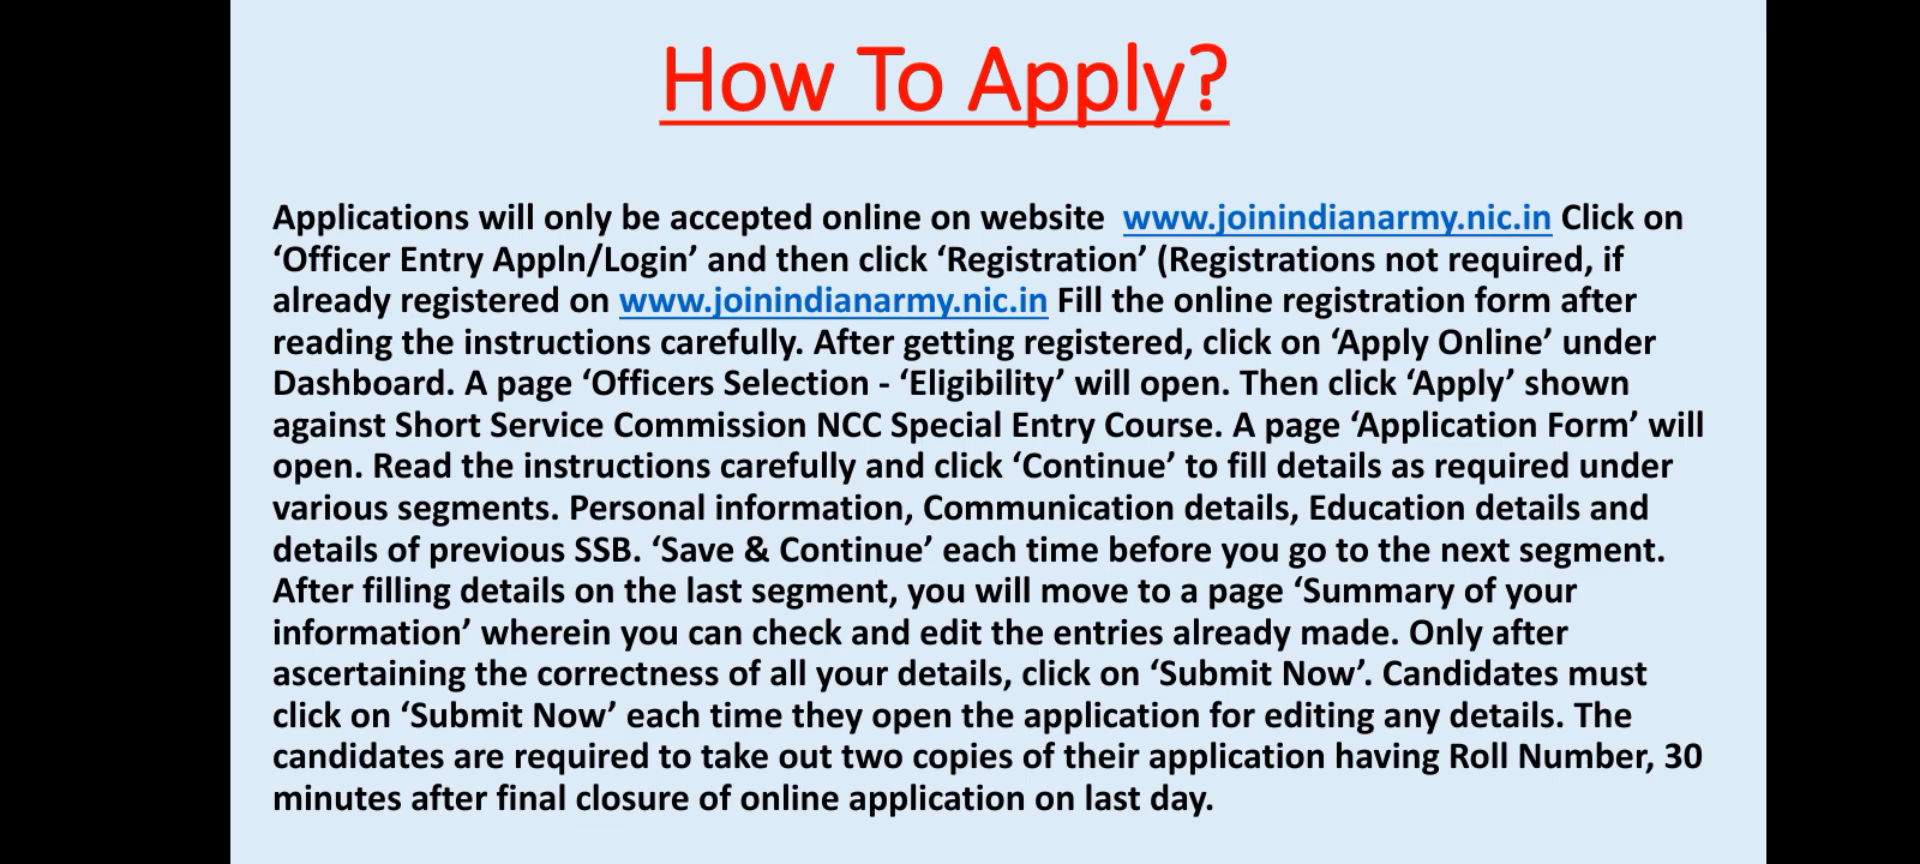 How To Apply?
Applications will only be accepted online on website  www.joinindianarmy.nic.in Click on
‘Officer Entry Appln/Login’ and then click ‘Registration’ (Registrations not required, if
already registered on www.joinindianarmy.nic.in Fill the online registration form after
reading the instructions carefully. After getting registered, click on ‘Apply Online’ under
Dashboard. A page ‘Officers Selection - ‘Eligibility’ will open. Then click ‘Apply’ shown
against Short Service Commission NCC Special Entry Course. A page ‘Application Form’ will
open. Read the instructions carefully and click ‘Continue’ to fill details as required under
various segments. Personal information, Communication details, Education details and
details of previous SSB. ‘Save & Continue’ each time before you go to the next segment.
After filling details on the last segment, you will move to a page ‘Summary of your
information’ wherein you can check and edit the entries already made. Only after
ascertaining the correctness of all your details, click on ‘Submit Now’. Candidates must
click on ‘Submit Now’ each time they open the application for editing any details. The
candidates are required to take out two copies of their application having Roll Number, 30
minutes after final closure of online application on last day.